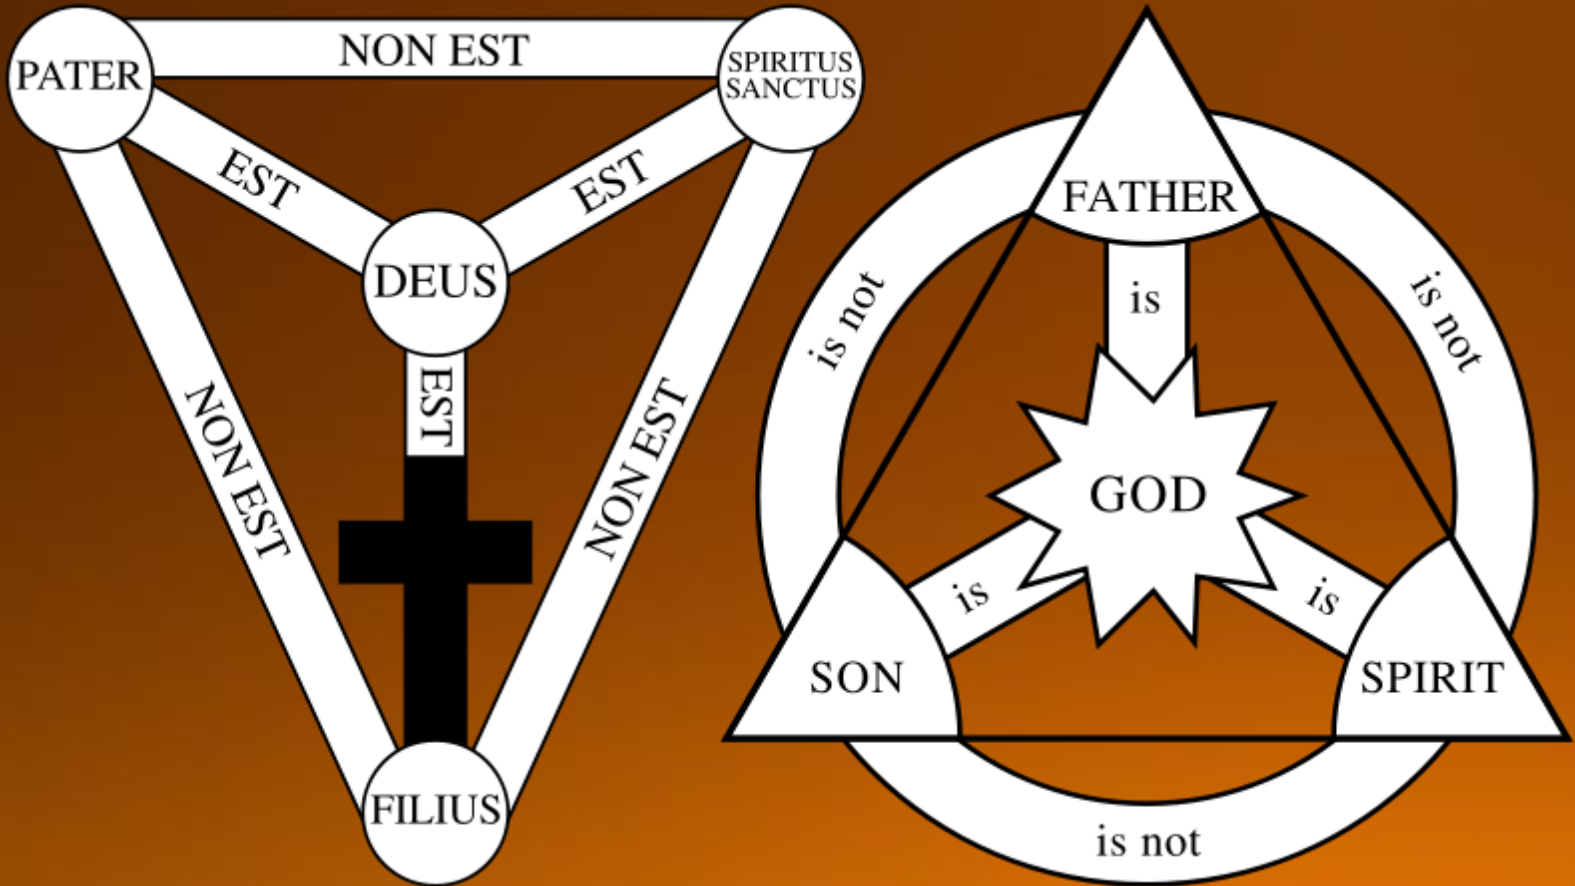 PATER
NON EST
SPIRITUS
SANCTUS
EST
EST
DEUS
EST
NON EST
NON EST
FILIUS
FATHER
is not
is
is not
GOD
is
is
SON
SPIRIT
is not